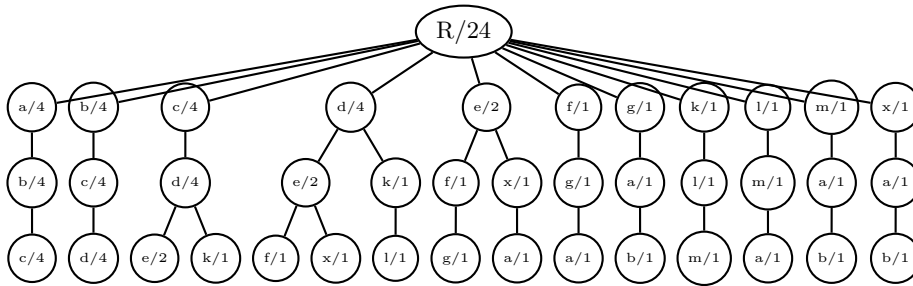 R/24
a/4 b/4 c/4 d/4 e/2 f/1 g/1 k/1 l/1 m/1 x/1
b/4 c/4 d/4 e/2 k/1 f/1 x/1 g/1 a/1 l/1 m/1 a/1 a/1
c/4 d/4 e/2 k/1 f/1 x/1 l/1 g/1 a/1 a/1 b/1 m/1 a/1 b/1 b/1